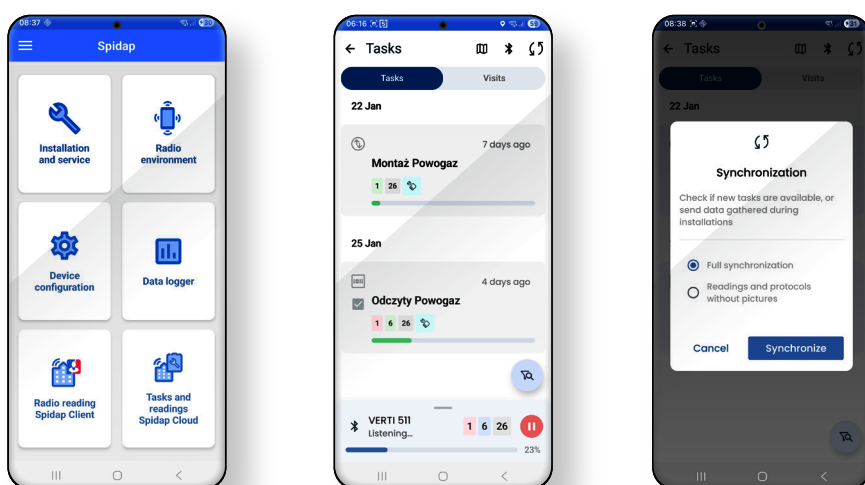 08:37
Spidap
Installation
and service
Radio
environment
Device
configuration
Data logger
Radio reading
Spidap Client
Tasks and
readings
Spidap Cloud
06:16
59
Tasks
Tasks
Visits
22 Jan
7 days ago
Montaż Powogaz
1 26
25 Jan
4 days ago
Odczyty Powogaz
1 6 26
VERTI 511
Listening...
1 6 26
23%
08:38
Tasks
Tasks
Visits
22 Jan
Synchronization
Check if new tasks are available, or
send data gathered during
installations
Full synchronization
Readings and protocols
without pictures
Cancel
Synchronize